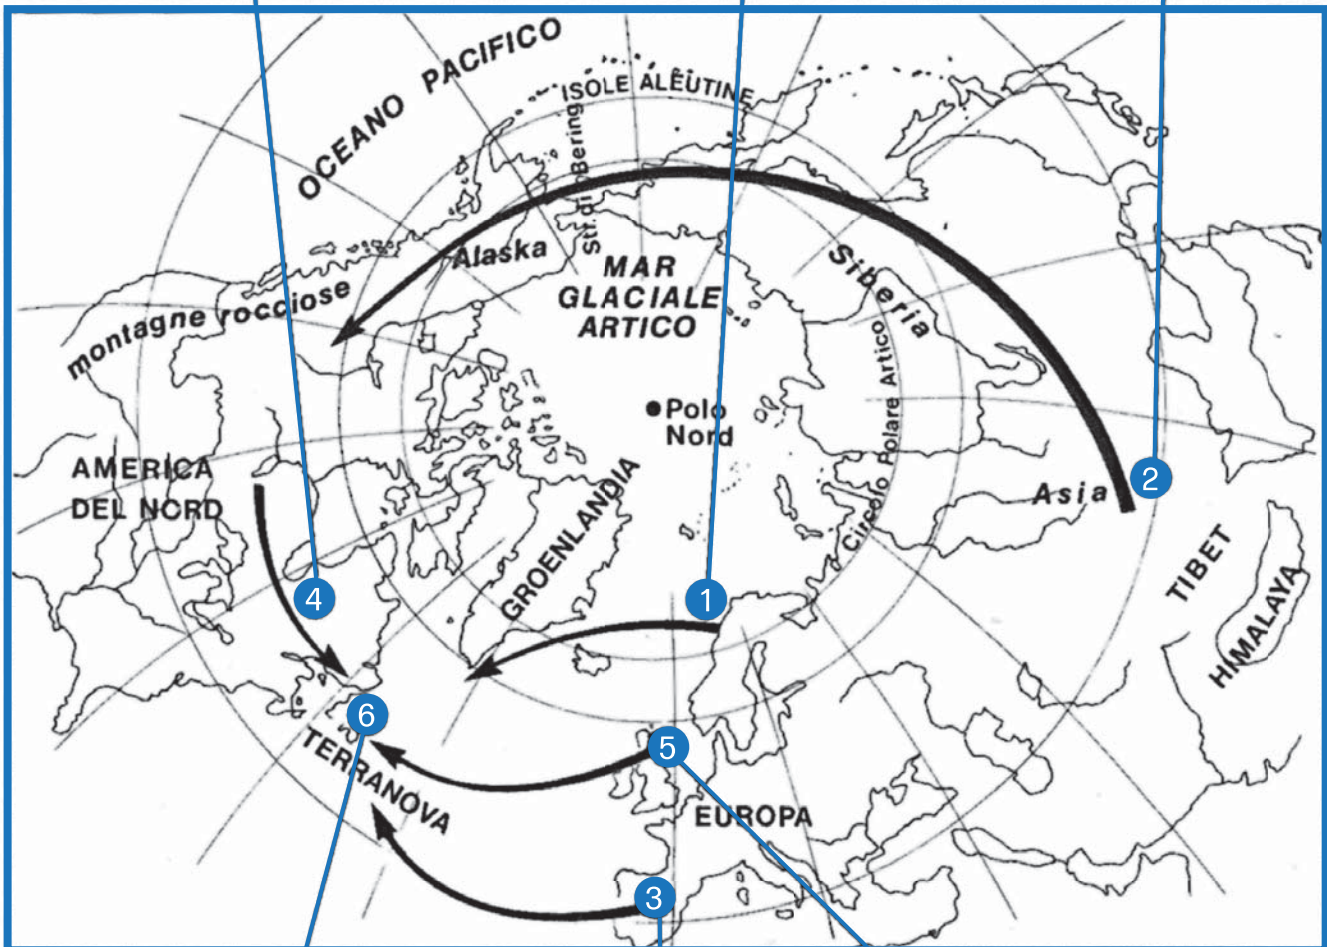 OCEANO PACIFICO
ISOLE ALEUTINE
Str. di Bering
Alaska
MAR
GLACIALE
ARTICO
Siberia
montagne rocciose
Circolo Polare Artico
Polo
Nord
AMERICA
DEL NORD
GROENLANDIA
Asia
2
TIBET
HIMALAYA
4
1
6
5
TERRANOVA
EUROPA
3